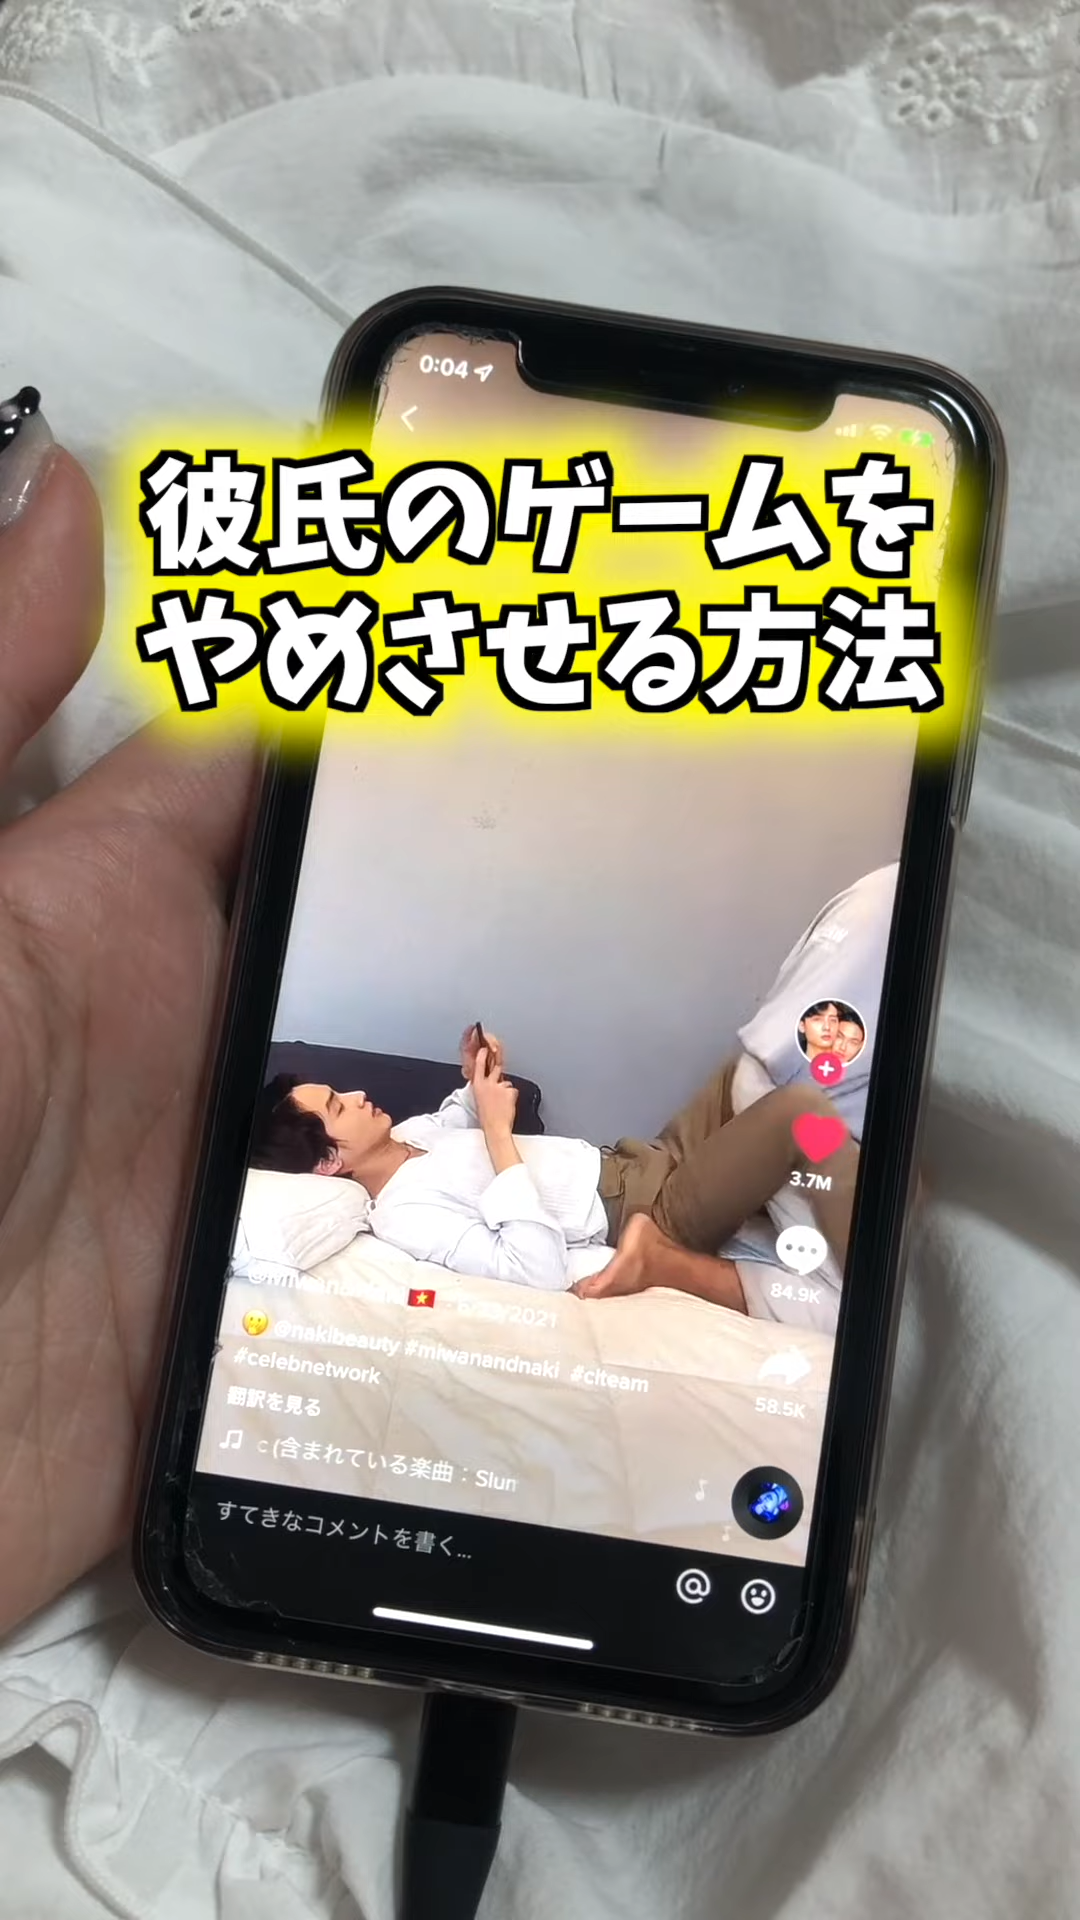 0:04
彼氏のゲームを
やめさせる方法
3.7M
84.9K
@nakibeauty #miwanandnaki #clteam
#celebnetwork
58.5K
翻訳を見る
c (含まれている楽曲：Slun
すてきなコメントを書く...
@